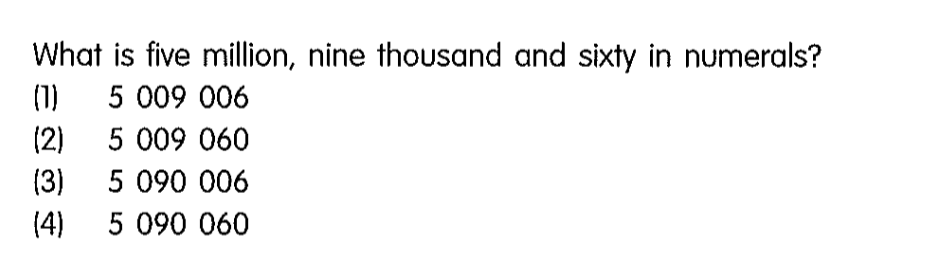 What is five million, nine thousand and sixty in numerals?
(1) 5 009 006
(2) 5 009 060
(3) 5 090 006
(4) 5 090 060